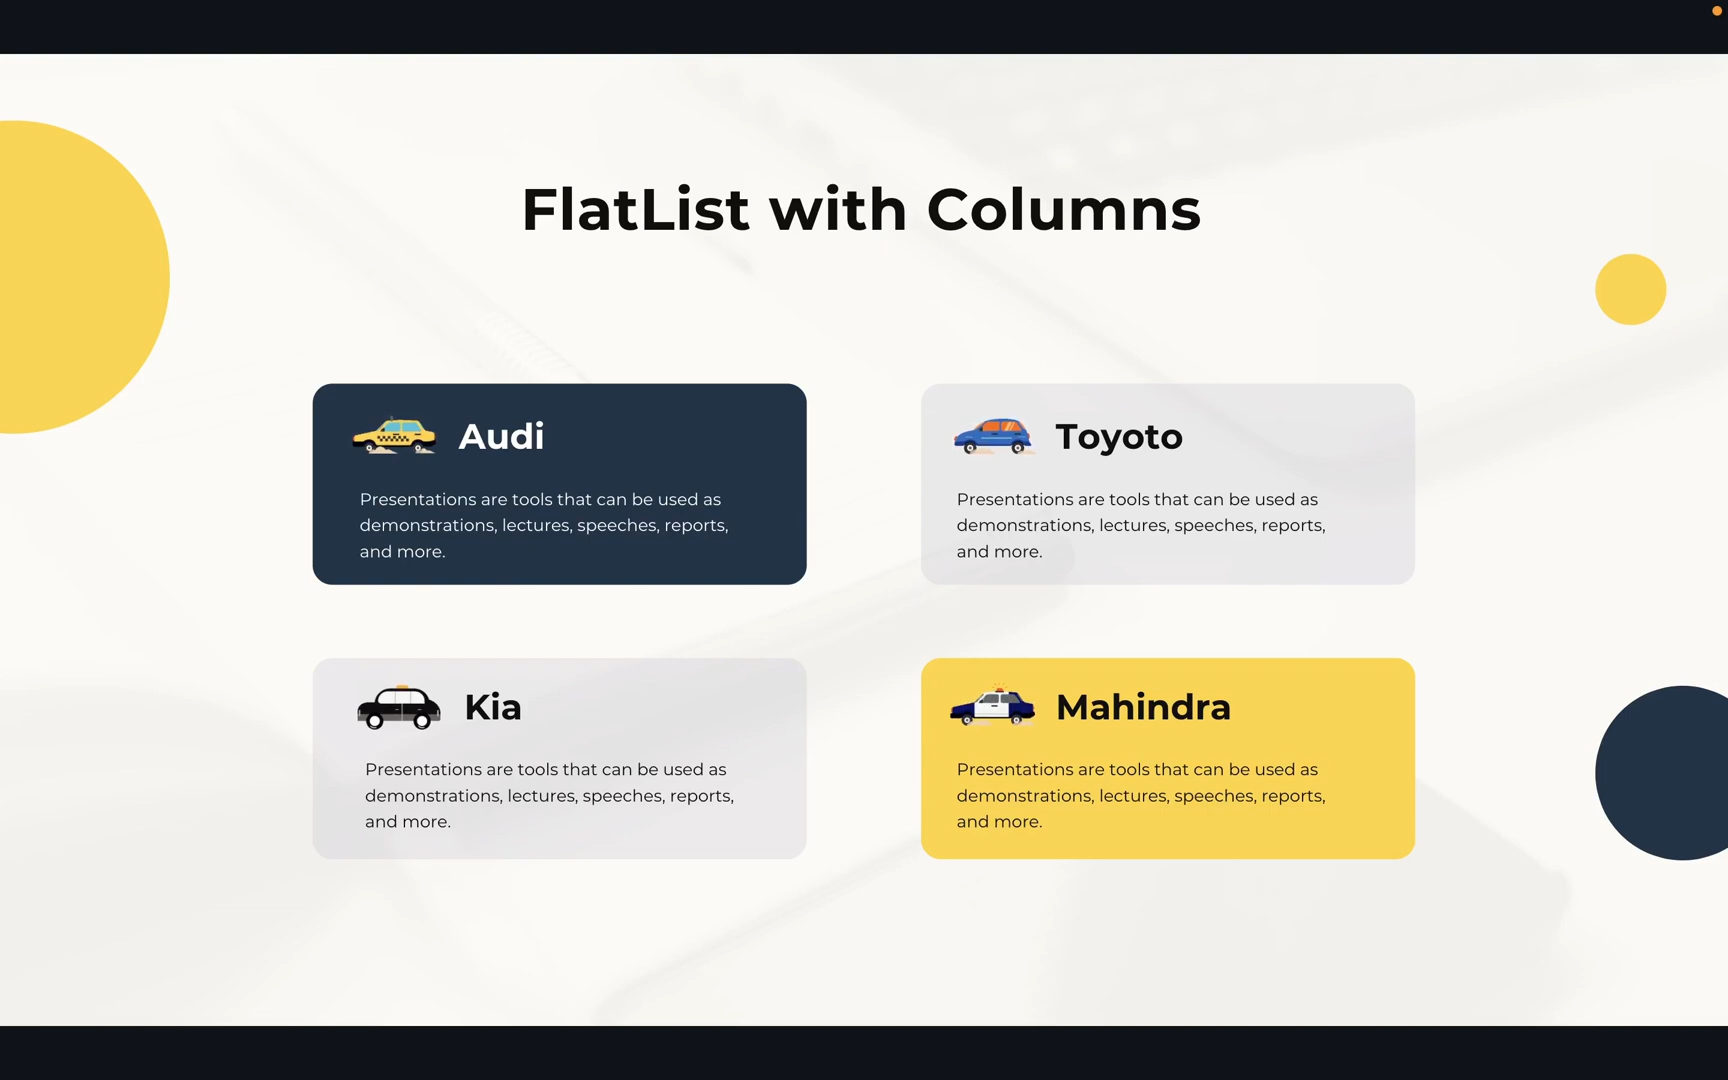 FlatList with Columns
Audi
Presentations are tools that can be used as
demonstrations, lectures, speeches, reports,
and more.
Toyoto
Presentations are tools that can be used as
demonstrations, lectures, speeches, reports,
and more.
Kia
Presentations are tools that can be used as
demonstrations, lectures, speeches, reports,
and more.
Mahindra
Presentations are tools that can be used as
demonstrations, lectures, speeches, reports,
and more.